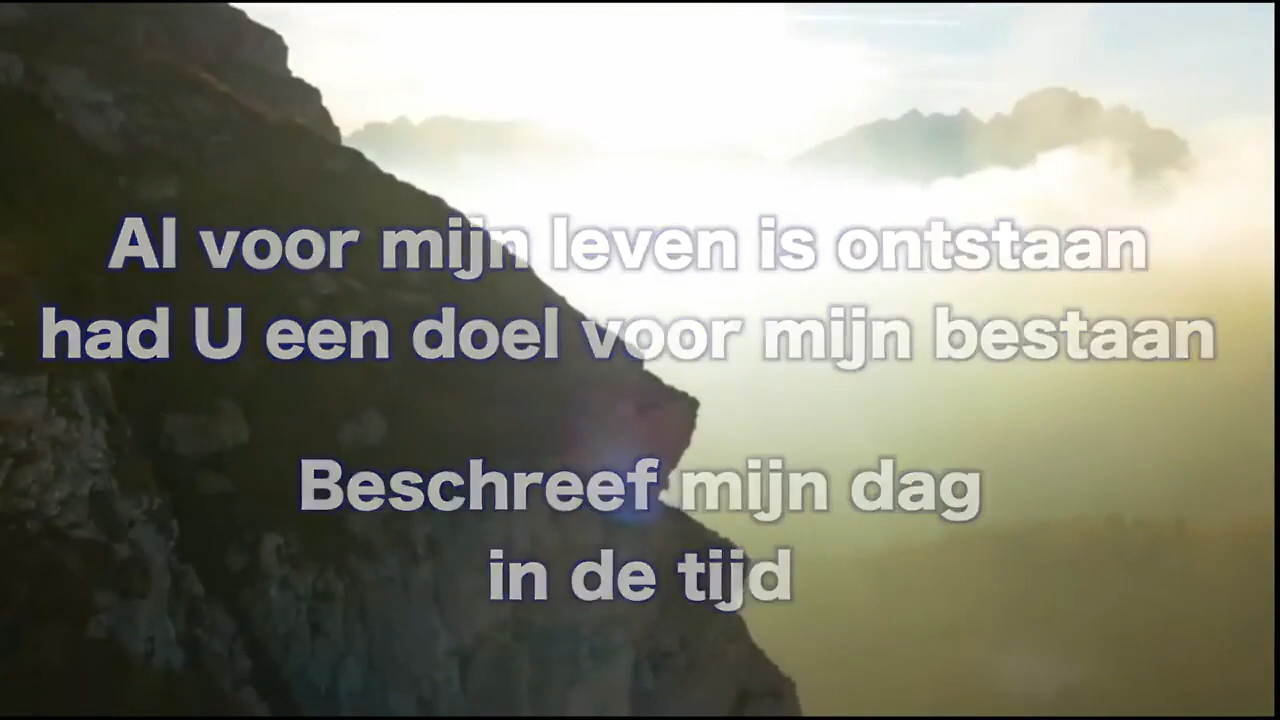 Al voor mijn leven is ontstaan
had U een doel voor mijn bestaan
Beschreef mijn dag
in de tijd